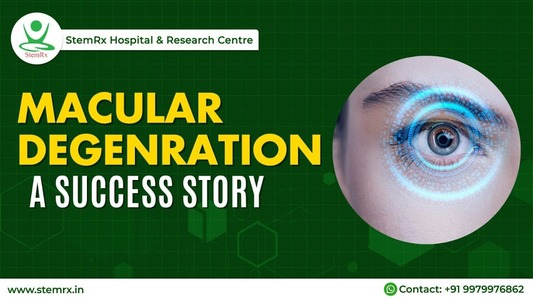 StemRx
StemRx Hospital & Research Centre
MACULAR
DEGENRATION
A SUCCESS STORY
www.stemrx.in
Contact: +91 9979976862